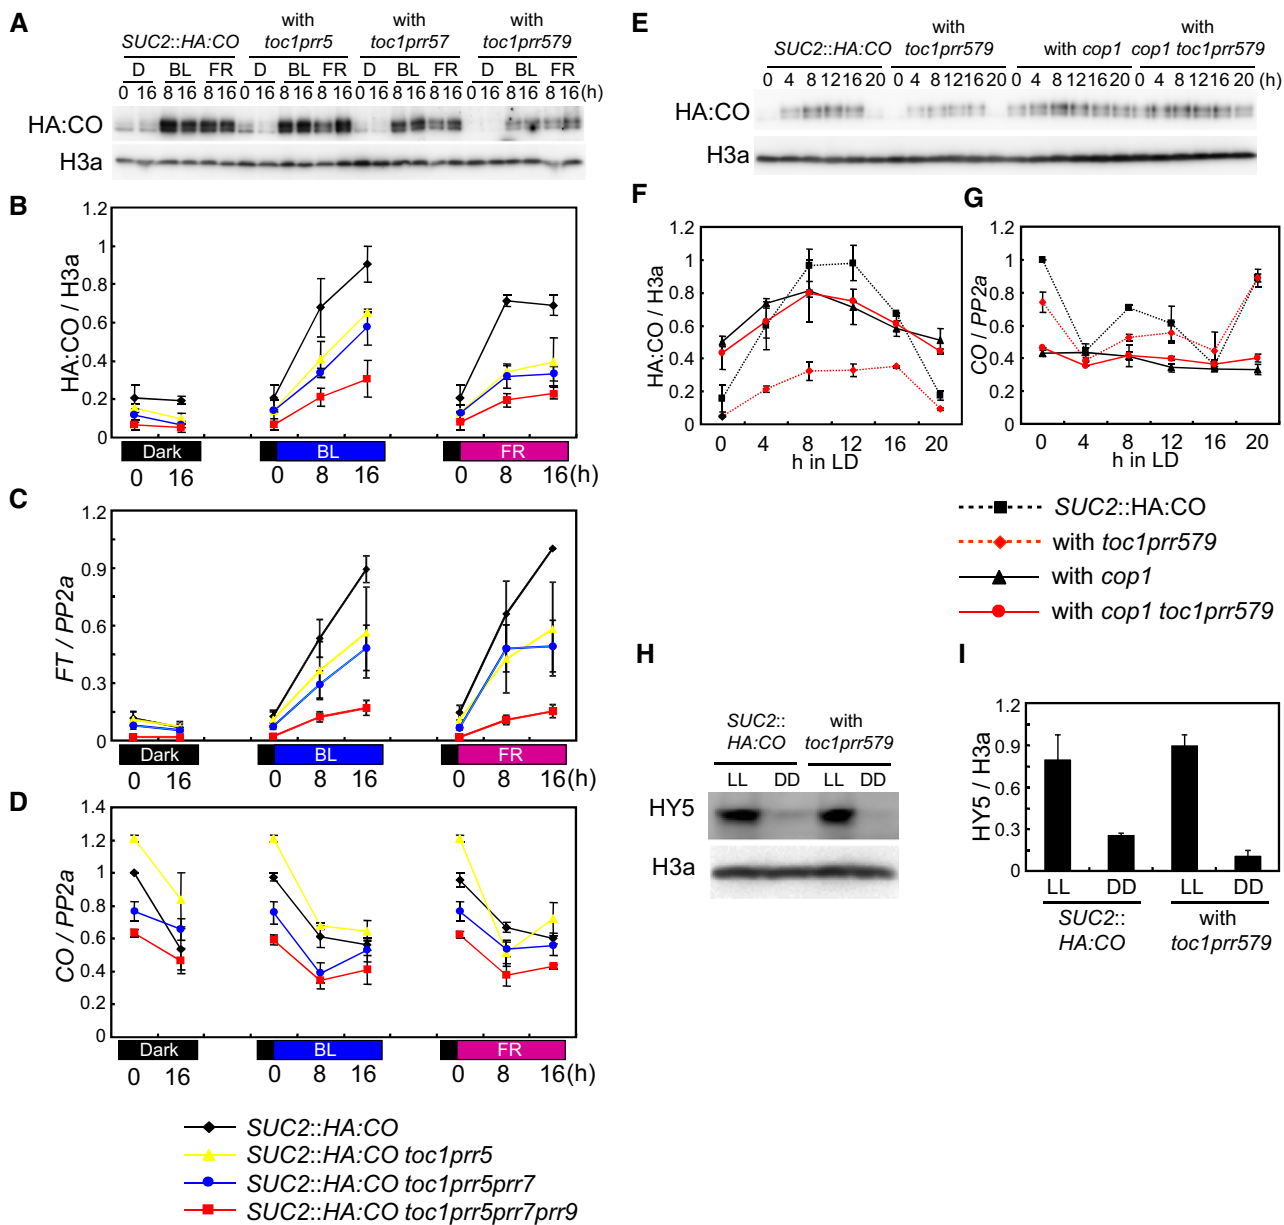 A
SUC2::HA:CO
with
toc1prr5
with
toc1prr57
with
toc1prr579
D BL FR D BL FR D BL FR D BL FR
0 16 8 16 8 16 0 16 8 16 8 16 0 16 8 16 8 16 0 16 8 16 8 16 (h)
HA:CO
H3a
B
HA:CO / H3a
1.2
1
0.8
0.6
0.4
0.2
0
Dark BL FR
0 16 0 8 16 0 8 16(h)
C
FT / PP2a
1.2
0.9
0.6
0.3
0
Dark BL FR
0 16 0 8 16 0 8 16(h)
D
CO / PP2a
1.4
1.2
1
0.8
0.6
0.4
0.2
0
Dark BL FR
0 16 0 8 16 0 8 16(h)
SUC2::HA:CO
SUC2::HA:CO toc1prr5
SUC2::HA:CO toc1prr5prr7
SUC2::HA:CO toc1prr5prr7prr9
E
SUC2::HA:CO
with
toc1prr579
with cop1
with
cop1 toc1prr579
0 4 8 12 16 20 0 4 8 12 16 20 0 4 8 12 16 20 0 4 8 12 16 20 (h)
HA:CO
H3a
F
HA:CO / H3a
1.2
1
0.8
0.6
0.4
0.2
0
0 4 8 12 16 20
h in LD
G
CO / PP2a
1.2
1
0.8
0.6
0.4
0.2
0
0 4 8 12 16 20
h in LD
SUC2::HA:CO
with toc1prr579
with cop1
with cop1 toc1prr579
H
SUC2::
HA:CO
with
toc1prr579
LL DD LL DD
HY5
H3a
I
HY5 / H3a
1.2
0.9
0.6
0.3
0
LL DD LL DD
SUC2::
HA:CO
with
toc1prr579